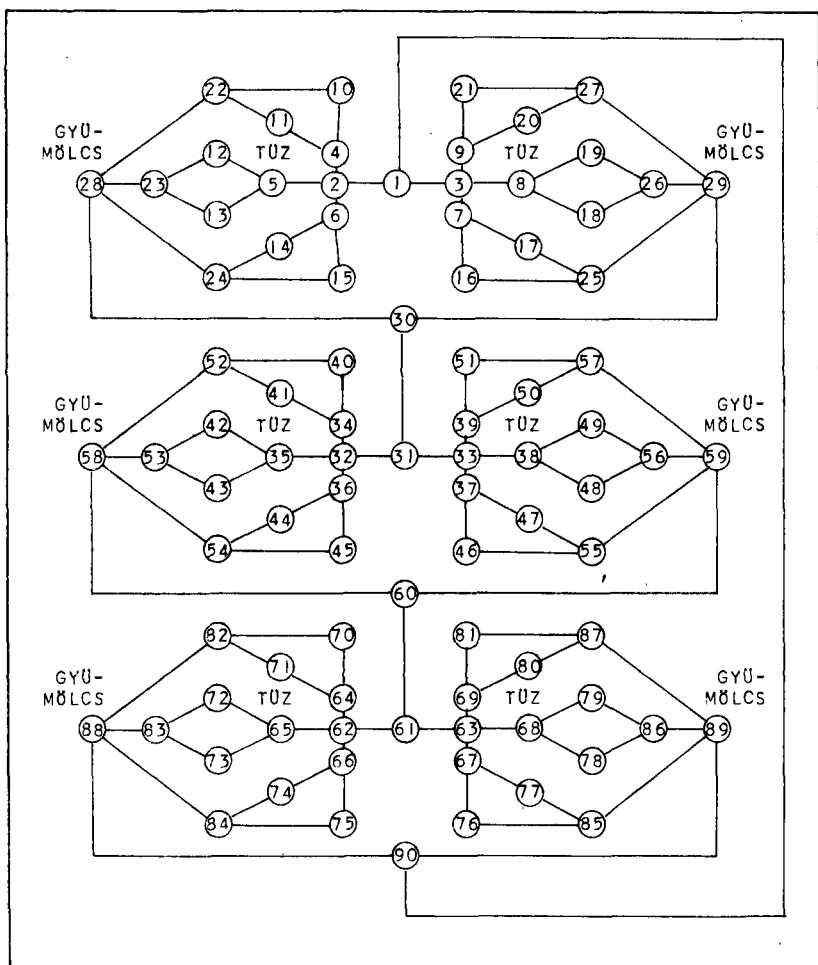 22 10 21 27
11 20
GYÜ- 12 TÜZ 4 9 TÜZ 19 GYÜ-
MÖLCS MÖLCS
28 23 5 2 1 3 8 26 29
13 6 7 18
14 17
24 15 16 25
30
52 40 51 57
41 50
GYÜ- 42 TÜZ 34 39 TÜZ 49 GYÜ-
MÖLCS MÖLCS
58 53 35 32 31 33 38 56 59
43 36 37 48
44 47
54 45 46 55
60
82 70 81 87
71 80
GYÜ- 72 TÜZ 64 69 TÜZ 79 GYÜ-
MÖLCS MÖLCS
88 83 65 62 61 63 68 86 89
73 66 67 78
74 77
84 75 76 85
90